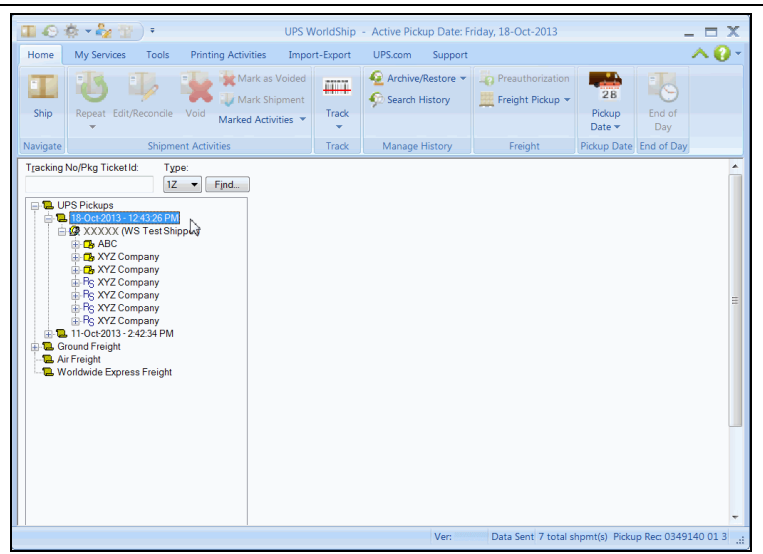 UPS WorldShip - Active Pickup Date: Friday, 18-Oct-2013
Home My Services Tools Printing Activities Import-Export UPS.com Support
Ship
Repeat
Edit/Reconcile
Void
Mark as Voided
Mark Shipment
Marked Activities
Track
Archive/Restore
Search History
Preauthorization
Freight Pickup
28
Pickup
Date
End of
Day
Navigate Shipment Activities Track Manage History Freight Pickup Date End of Day
Tracking No/Pkg Ticket Id: Type:
1Z Find...
UPS Pickups
18-Oct-2013 - 12:43:26 PM
XXXXX (WS Test Shipper)
ABC
XYZ Company
XYZ Company
XYZ Company
XYZ Company
XYZ Company
XYZ Company
11-Oct-2013 - 2:42:34 PM
Ground Freight
Air Freight
Worldwide Express Freight
Ver: Data Sent 7 total shpmt(s) Pickup Rec: 0349140 01 3